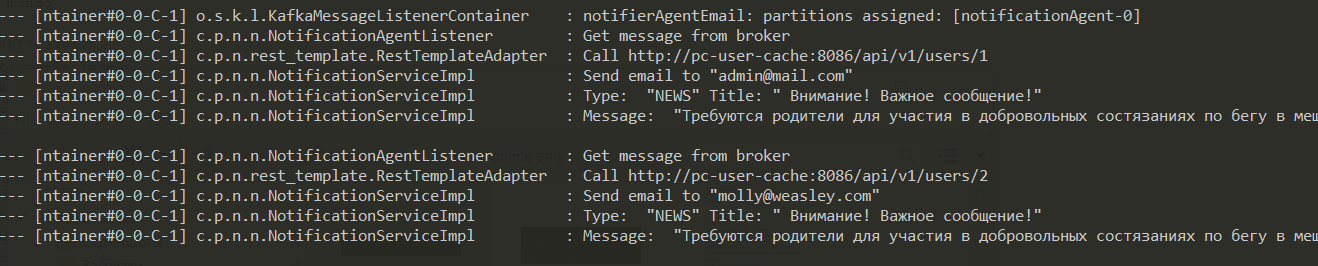 --- [ntainer#0-0-C-1] o.s.k.l.KafkaMessageListenerContainer : notifierAgentEmail: partitions assigned: [notificationAgent-0]
--- [ntainer#0-0-C-1] c.p.n.n.NotificationAgentListener : Get message from broker
--- [ntainer#0-0-C-1] c.p.n.rest_template.RestTemplateAdapter : Call http://pc-user-cache:8086/api/v1/users/1
--- [ntainer#0-0-C-1] c.p.n.n.NotificationServiceImpl : Send email to "admin@mail.com"
--- [ntainer#0-0-C-1] c.p.n.n.NotificationServiceImpl : Type: "NEWS" Title: " Внимание! Важное сообщение!"
--- [ntainer#0-0-C-1] c.p.n.n.NotificationServiceImpl : Message: "Требуются родители для участия в добровольных состязаниях по бегу в меш
--- [ntainer#0-0-C-1] c.p.n.n.NotificationAgentListener : Get message from broker
--- [ntainer#0-0-C-1] c.p.n.rest_template.RestTemplateAdapter : Call http://pc-user-cache:8086/api/v1/users/2
--- [ntainer#0-0-C-1] c.p.n.n.NotificationServiceImpl : Send email to "molly@weasley.com"
--- [ntainer#0-0-C-1] c.p.n.n.NotificationServiceImpl : Type: "NEWS" Title: " Внимание! Важное сообщение!"
--- [ntainer#0-0-C-1] c.p.n.n.NotificationServiceImpl : Message: "Требуются родители для участия в добровольных состязаниях по бегу в меш